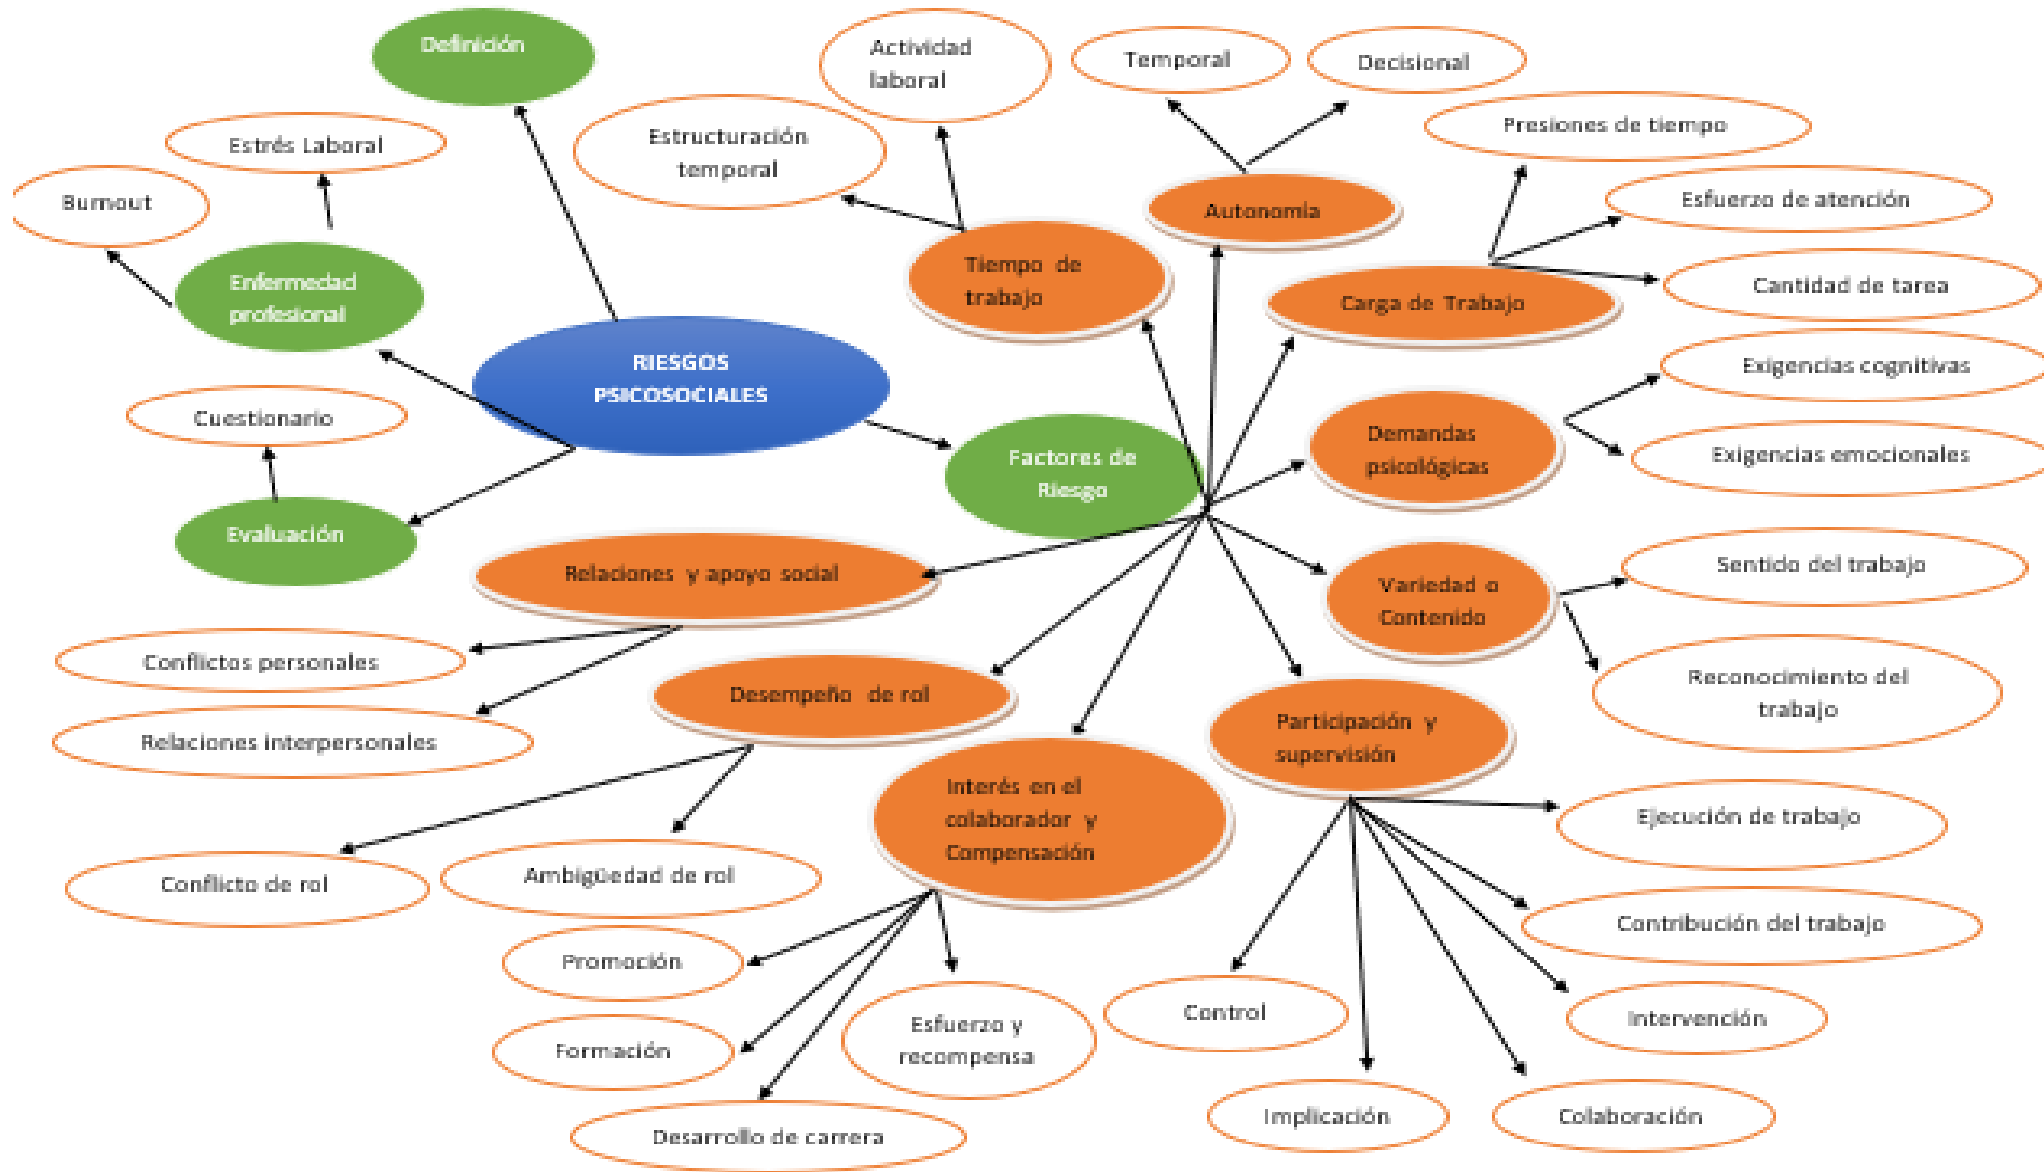 Definición
Actividad
laboral
Temporal
Decisional
Presiones de tiempo
Estrés Laboral
Estructuración
temporal
Burnout
Autonomía
Esfuerzo de atención
Enfermedad
profesional
Tiempo de
trabajo
Carga de Trabajo
Cantidad de tarea
RIESGOS
PSICOSOCIALES
Exigencias cognitivas
Cuestionario
Factores de
Riesgo
Demandas
psicológicas
Exigencias emocionales
Evaluación
Relaciones y apoyo social
Variedad o
Contenido
Sentido del trabajo
Conflictos personales
Desempeño de rol
Reconocimiento del
trabajo
Relaciones interpersonales
Participación y
supervisión
Interés en el
colaborador y
Compensación
Ejecución de trabajo
Conflicto de rol
Ambigüedad de rol
Contribución del trabajo
Promoción
Esfuerzo y
recompensa
Control
Intervención
Formación
Implicación
Colaboración
Desarrollo de carrera